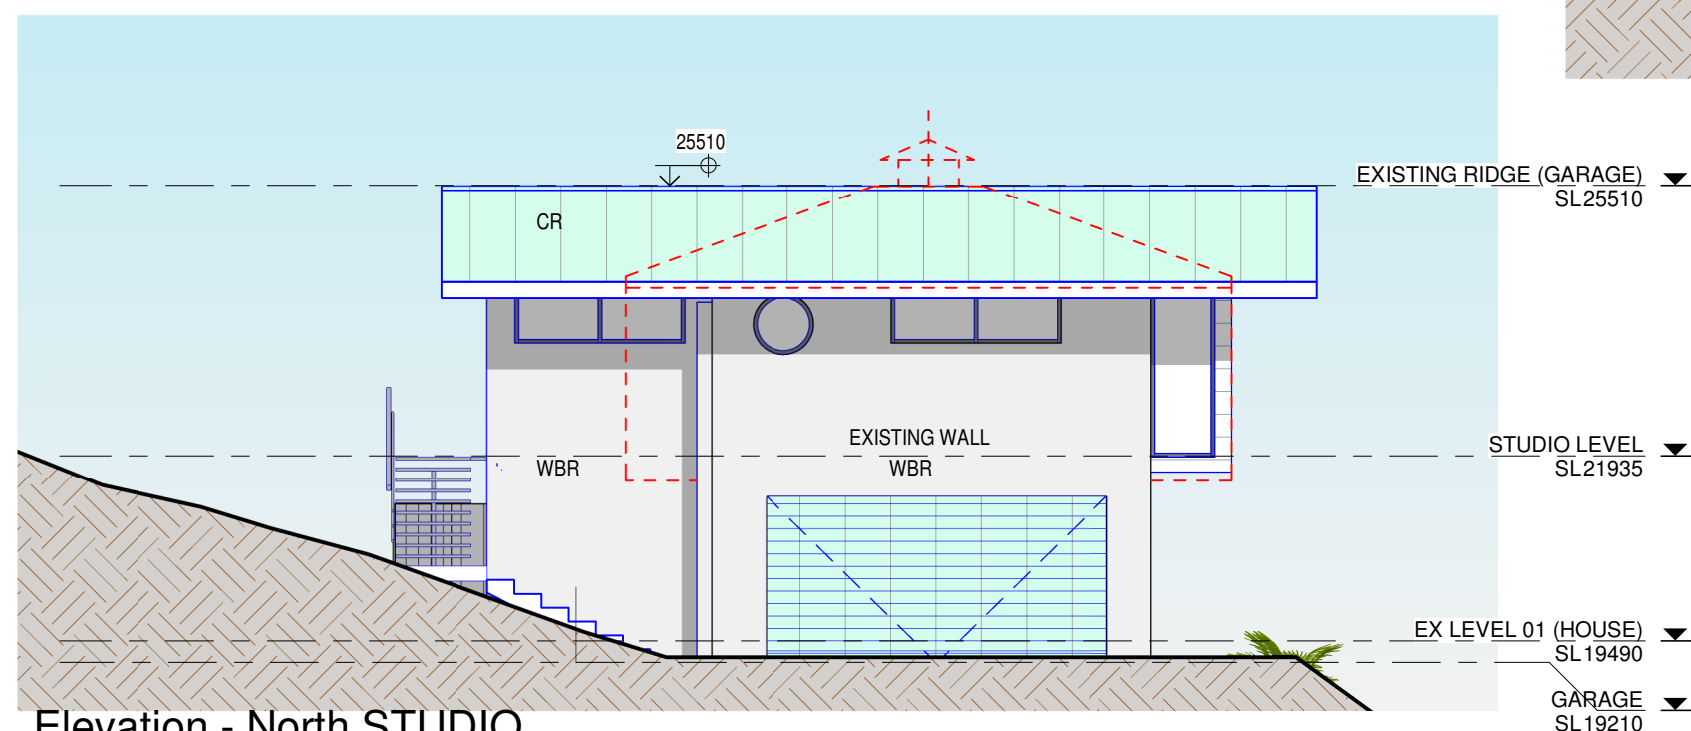 25510
EXISTING RIDGE (GARAGE)
SL25510
CR
EXISTING WALL
WBR
WBR
STUDIO LEVEL
SL21935
EX LEVEL 01 (HOUSE)
SL19490
GARAGE
SL19210
Elevation - North STUDIO